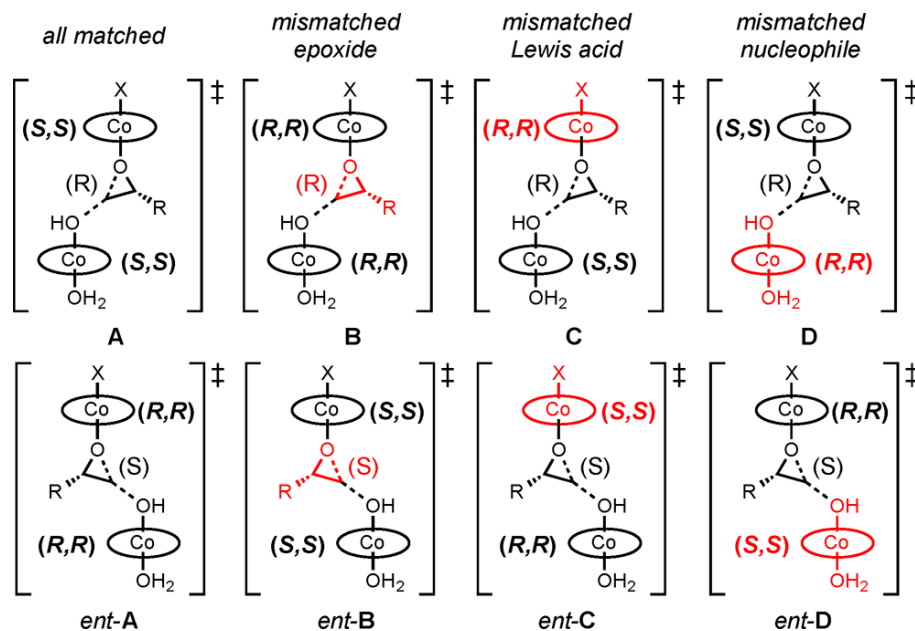 all matched
mismatched epoxide
mismatched Lewis acid
mismatched nucleophile
X ‡
(S,S) Co
O
(R)
R
HO
Co (S,S)
OH2
A
X ‡
(R,R) Co
O
(R)
R
HO
Co (R,R)
OH2
B
X ‡
(R,R) Co
O
(R)
R
HO
Co (S,S)
OH2
C
X ‡
(S,S) Co
O
(R)
R
HO
Co (R,R)
OH2
D
X ‡
Co (R,R)
O
(S)
R
OH
(R,R) Co
OH2
ent-A
X ‡
Co (S,S)
O
(S)
R
OH
(S,S) Co
OH2
ent-B
X ‡
Co (S,S)
O
(S)
R
OH
(R,R) Co
OH2
ent-C
X ‡
Co (R,R)
O
(S)
R
OH
(S,S) Co
OH2
ent-D